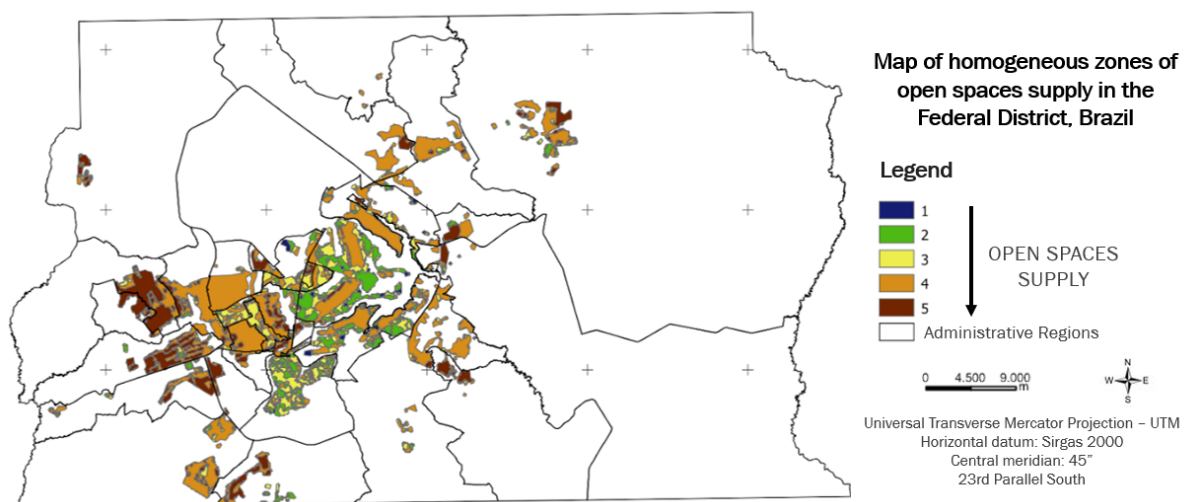 Map of homogeneous zones of
open spaces supply in the
Federal District, Brazil
Legend
1
2
3
4
5
OPEN SPACES
SUPPLY
Administrative Regions
0 4.500 9.000
m
N
W E
S
Universal Transverse Mercator Projection – UTM
Horizontal datum: Sirgas 2000
Central meridian: 45”
23rd Parallel South